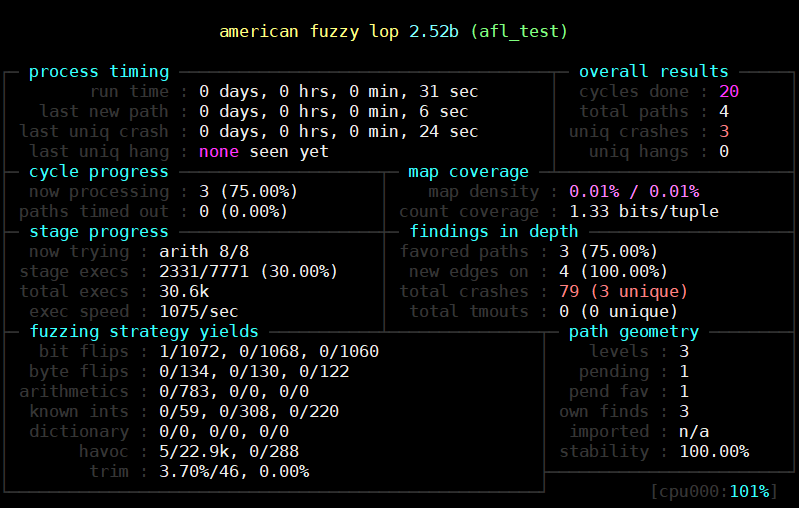 american fuzzy lop 2.52b (afl_test)
process timing
overall results
run time : 0 days, 0 hrs, 0 min, 31 sec
cycles done : 20
last new path : 0 days, 0 hrs, 0 min, 6 sec
total paths : 4
last uniq crash : 0 days, 0 hrs, 0 min, 24 sec
uniq crashes : 3
last uniq hang : none seen yet
uniq hangs : 0
cycle progress
map coverage
now processing : 3 (75.00%)
map density : 0.01% / 0.01%
paths timed out : 0 (0.00%)
count coverage : 1.33 bits/tuple
stage progress
findings in depth
now trying : arith 8/8
favored paths : 3 (75.00%)
stage execs : 2331/7771 (30.00%)
new edges on : 4 (100.00%)
total execs : 30.6k
total crashes : 79 (3 unique)
exec speed : 1075/sec
total tmouts : 0 (0 unique)
fuzzing strategy yields
path geometry
bit flips : 1/1072, 0/1068, 0/1060
levels : 3
byte flips : 0/134, 0/130, 0/122
pending : 1
arithmetics : 0/783, 0/0, 0/0
pend fav : 1
known ints : 0/59, 0/308, 0/220
own finds : 3
dictionary : 0/0, 0/0, 0/0
imported : n/a
havoc : 5/22.9k, 0/288
stability : 100.00%
trim : 3.70%/46, 0.00%
[cpu000:101%]